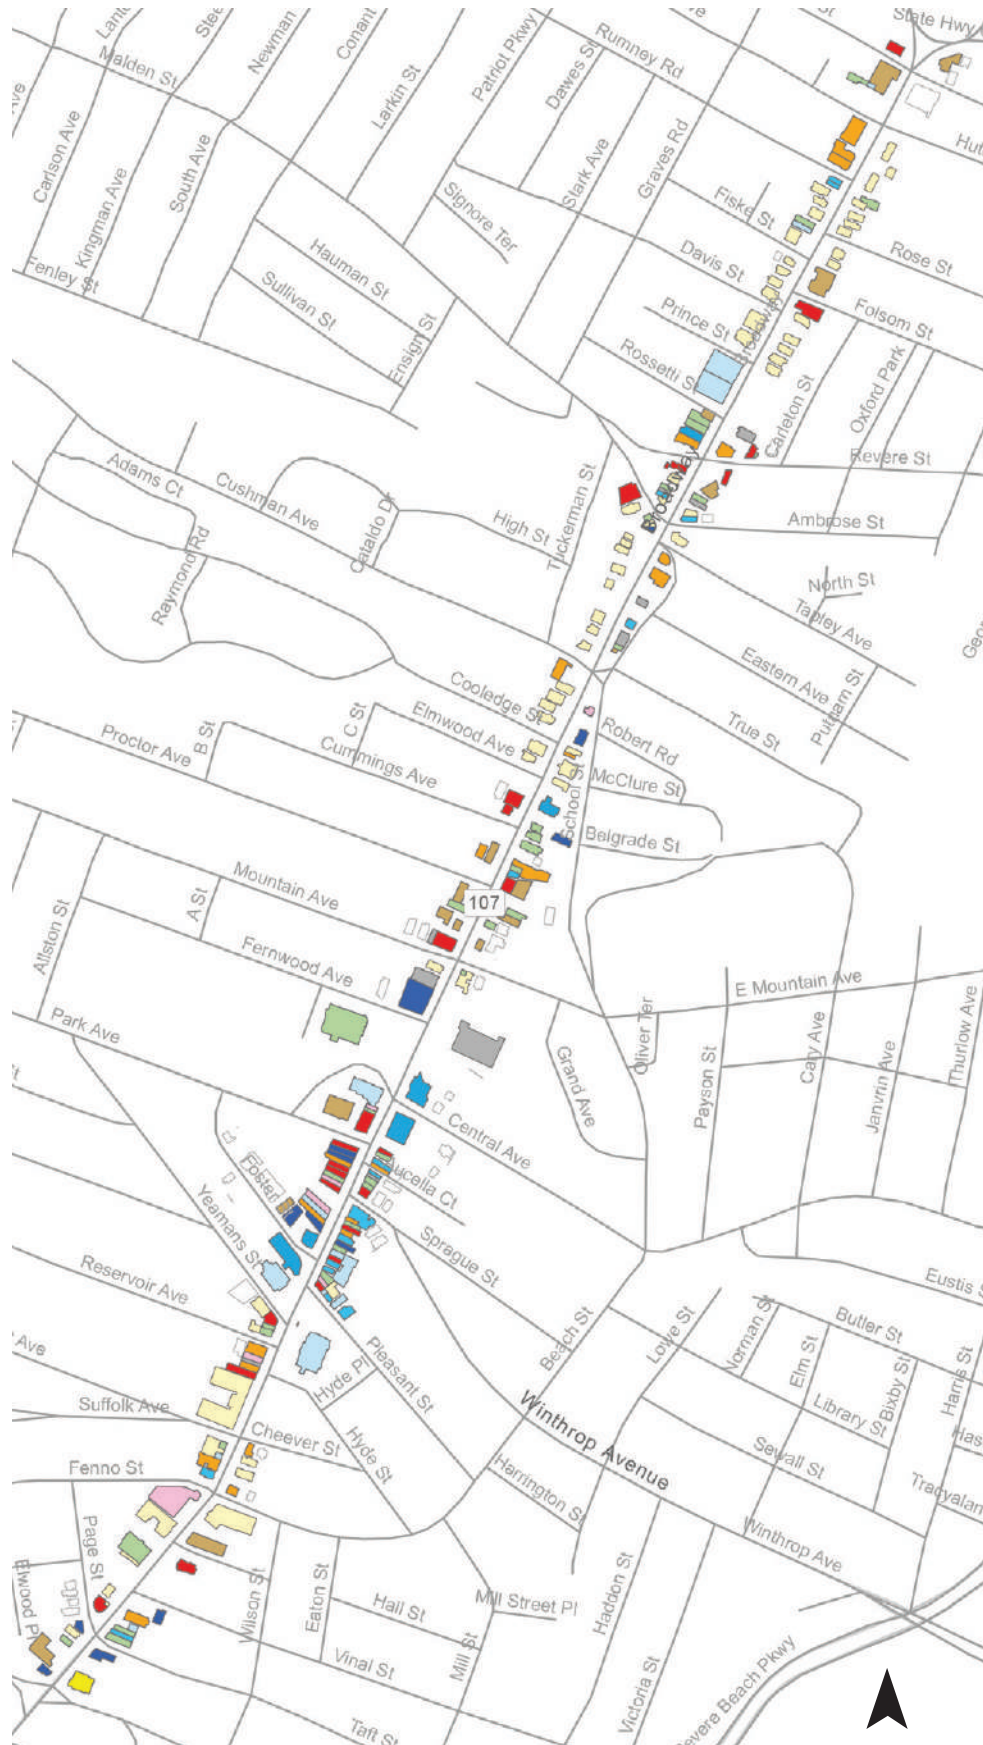 State Hwy
Rumney Rd
Malden St
Newman
Conant
Larkin St
Patriot Pkwy
Dawes St
Stark Ave
Graves Rd
Carlson Ave
Kingman Ave
South Ave
Signore Ter
Fiske St
Hauman St
Davis St
Rose St
Fenley St
Sullivan St
Ensign St
Prince St
Folsom St
Broadway
Rossetti S
Carleton St
Oxford Park
Revere St
Adams Ct
Cushman Ave
Cataldo Dr
High St
Tuckerman St
Broadway
Ambrose St
Raymond Rd
North St
Tapley Ave
Eastern Ave
Putnam St
Cooledge St
True St
Elmwood Ave
C St
B St
Proctor Ave
Cummings Ave
Robert Rd
McClure St
School St
Belgrade St
Mountain Ave
107
A St
Allston St
Fernwood Ave
E Mountain Ave
Park Ave
Oliver Ter
Grand Ave
Payson St
Cary Ave
Janvrin Ave
Thurlow Ave
Central Ave
Foster
Aucella Ct
Yeamans St
Sprague St
Reservoir Ave
Eustis S
Beach St
Lowe St
Norman St
Butler St
Ave
Pleasant St
Hyde Pl
Elm St
Bixby St
Harris St
Suffolk Ave
Winthrop Avenue
Library St
Cheever St
Hyde St
Sewall St
Fenno St
Harrington St
Tracyalan
Page St
Winthrop Ave
Elwood Pl
Wilson St
Eaton St
Hall St
Mill Street Pl
Haddon St
Vinal St
Mill St
Victoria St
evere Beach Pkwy
Taft St